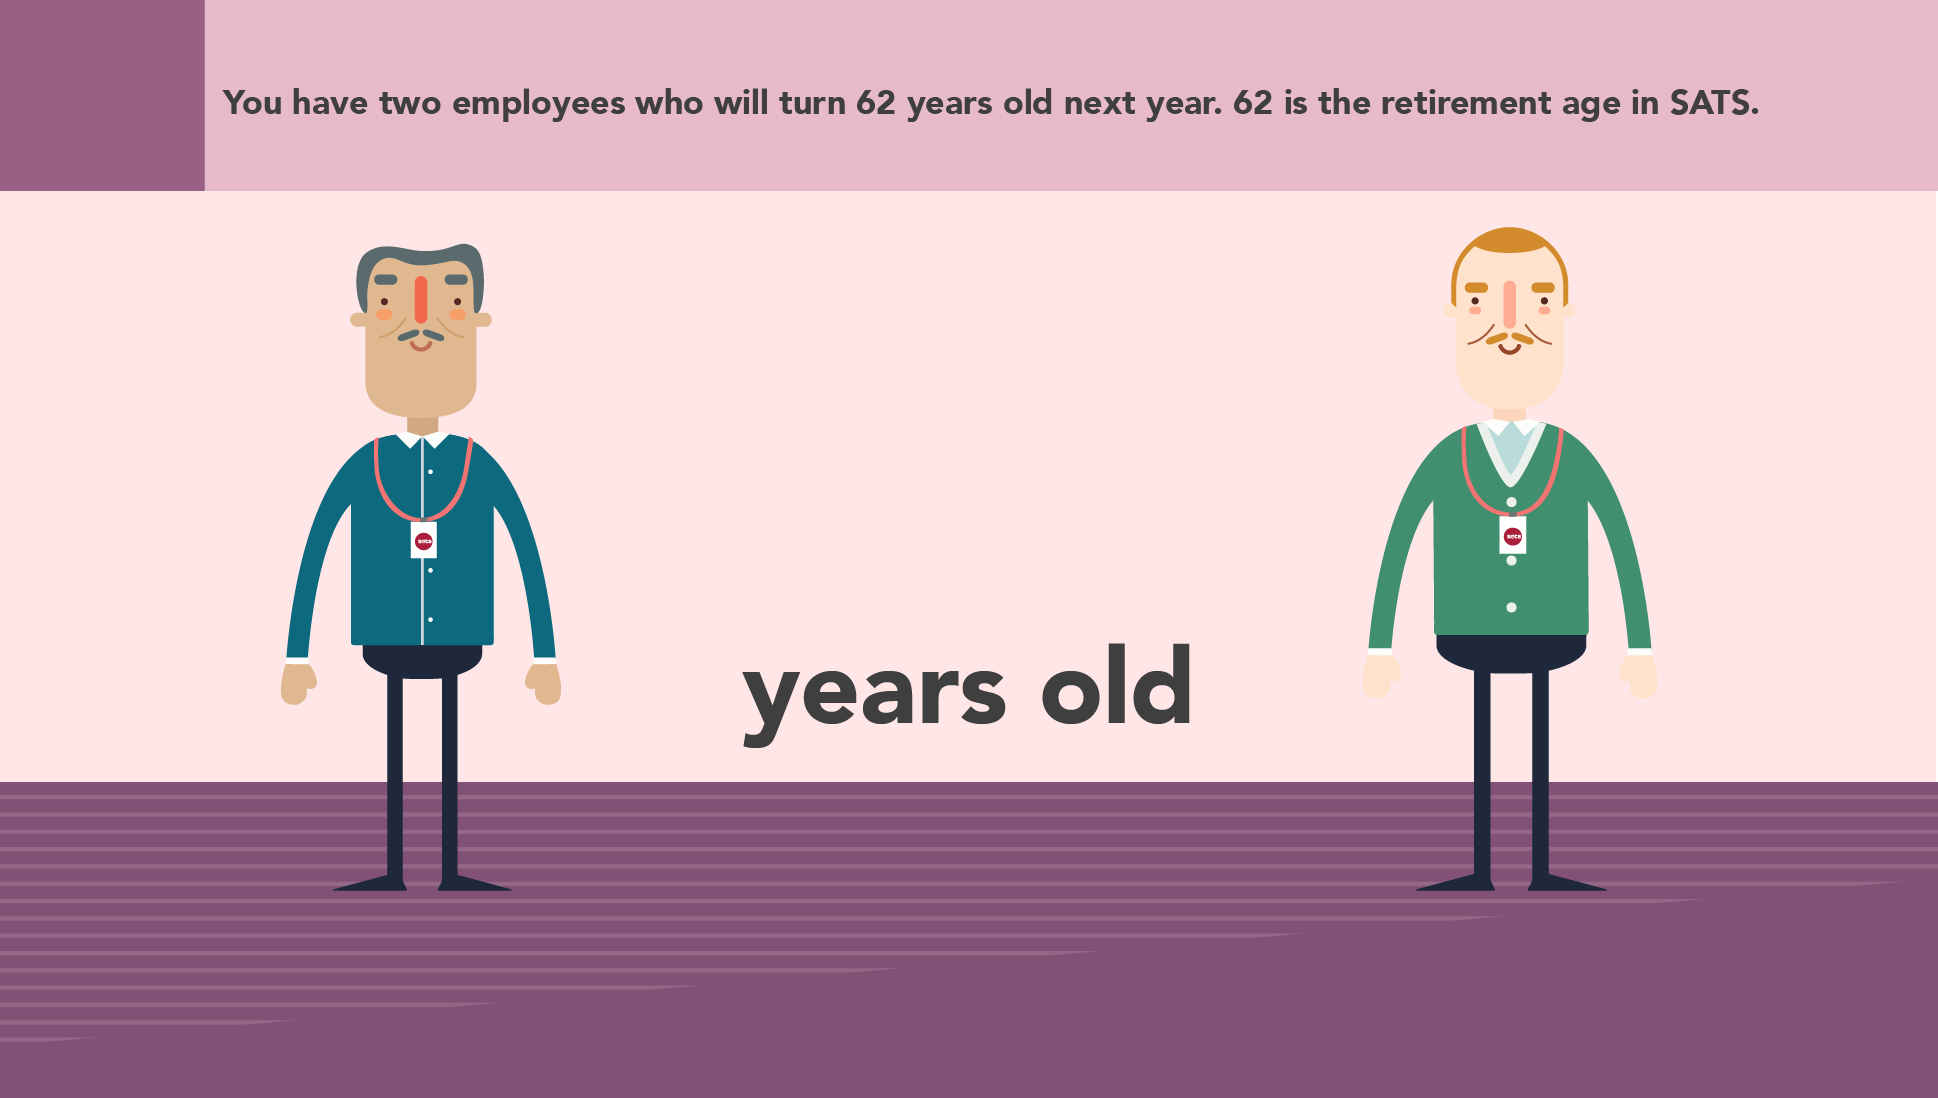 You have two employees who will turn 62 years old next year. 62 is the retirement age in SATS.
years old
sats
sats